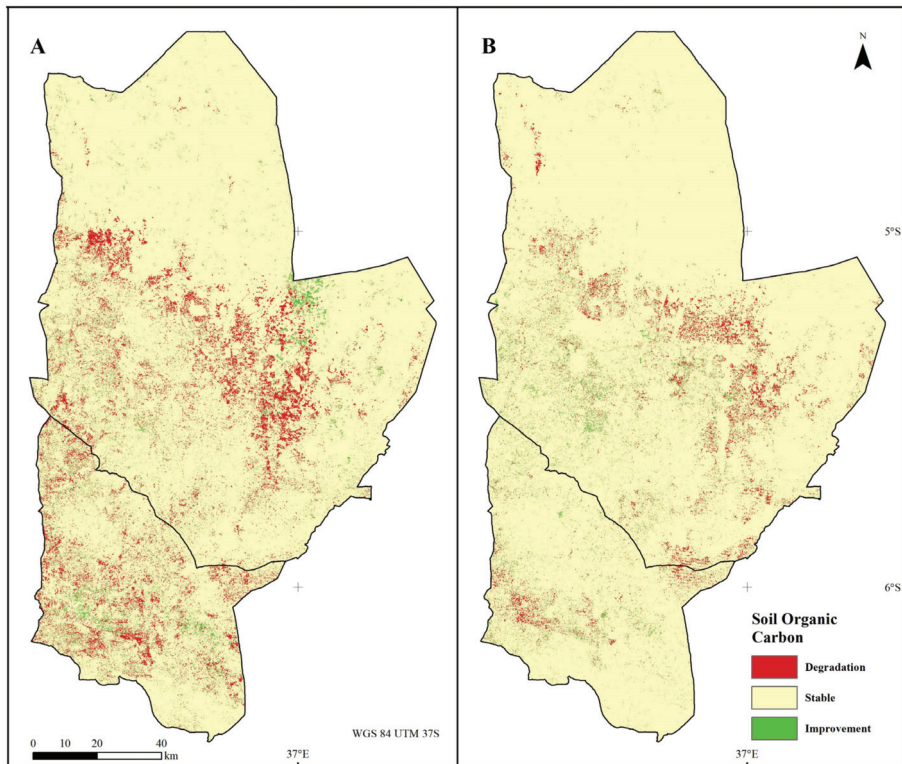 A
B
N
5°S
6°S
Soil Organic
Carbon
Degradation
Stable
Improvement
WGS 84 UTM 37S
0 10 20 40
km
37°E
37°E